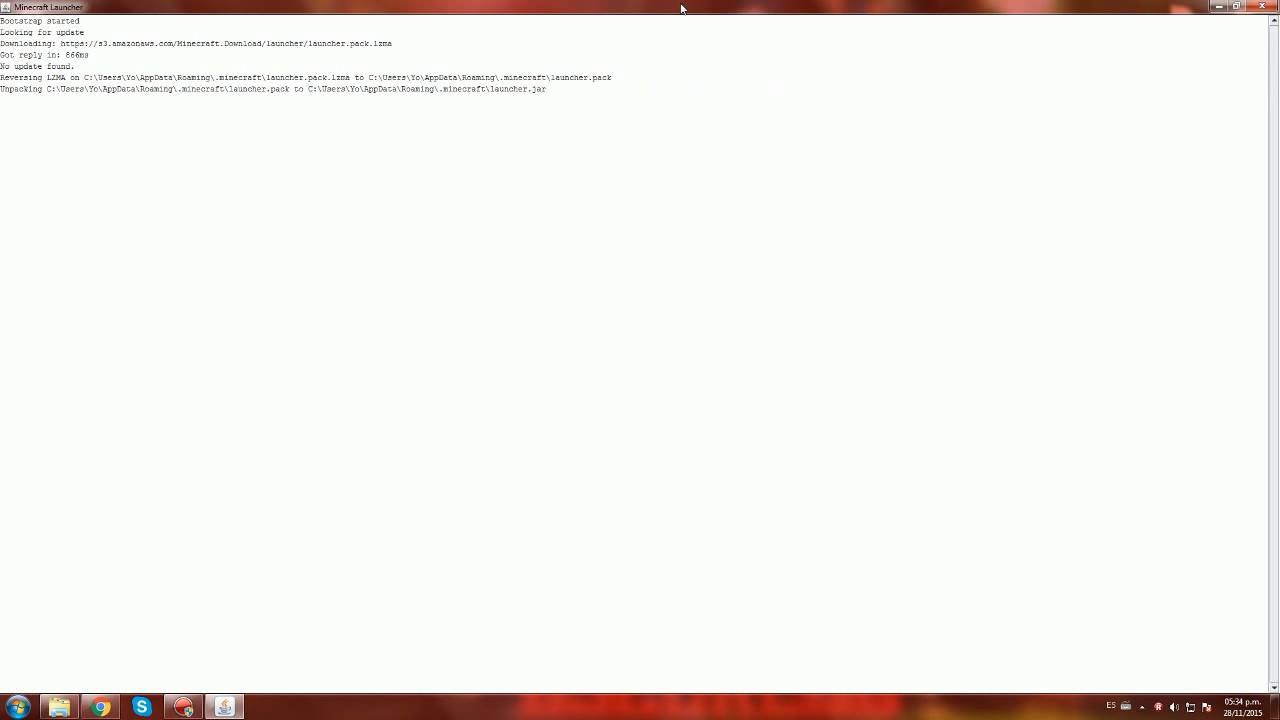 Minecraft Launcher
Bootstrap started
Looking for update
Downloading: https://s3.amazonaws.com/Minecraft.Download/launcher/launcher.pack.lzma
Got reply in: 866ms
No update found.
Reversing LZMA on C:\Users\Yo\AppData\Roaming\.minecraft\launcher.pack.lzma to C:\Users\Yo\AppData\Roaming\.minecraft\launcher.pack
Unpacking C:\Users\Yo\AppData\Roaming\.minecraft\launcher.pack to C:\Users\Yo\AppData\Roaming\.minecraft\launcher.jar
ES
05:34 p.m.
28/11/2015